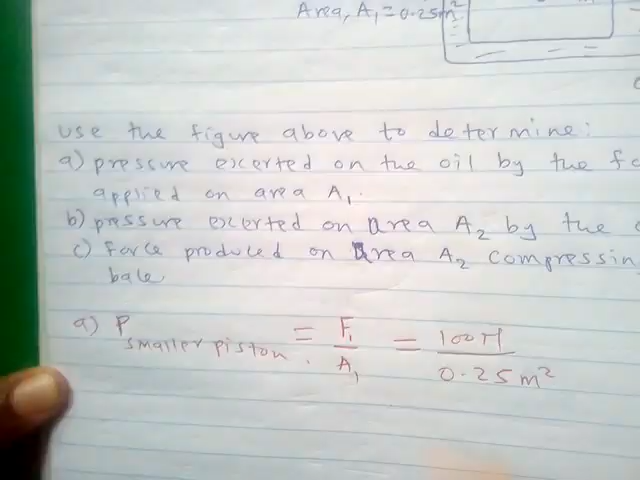 Area, A₁ = 0.25m²
use the figure above to determine:
a) pressure excerted on the oil by the
applied on area A₁.
b) pressure excerted on area A₂ by the
c) Force produced on area A₂ compressin
bale
a) P smaller piston. = F₁/A₁ = 100N/0.25m²